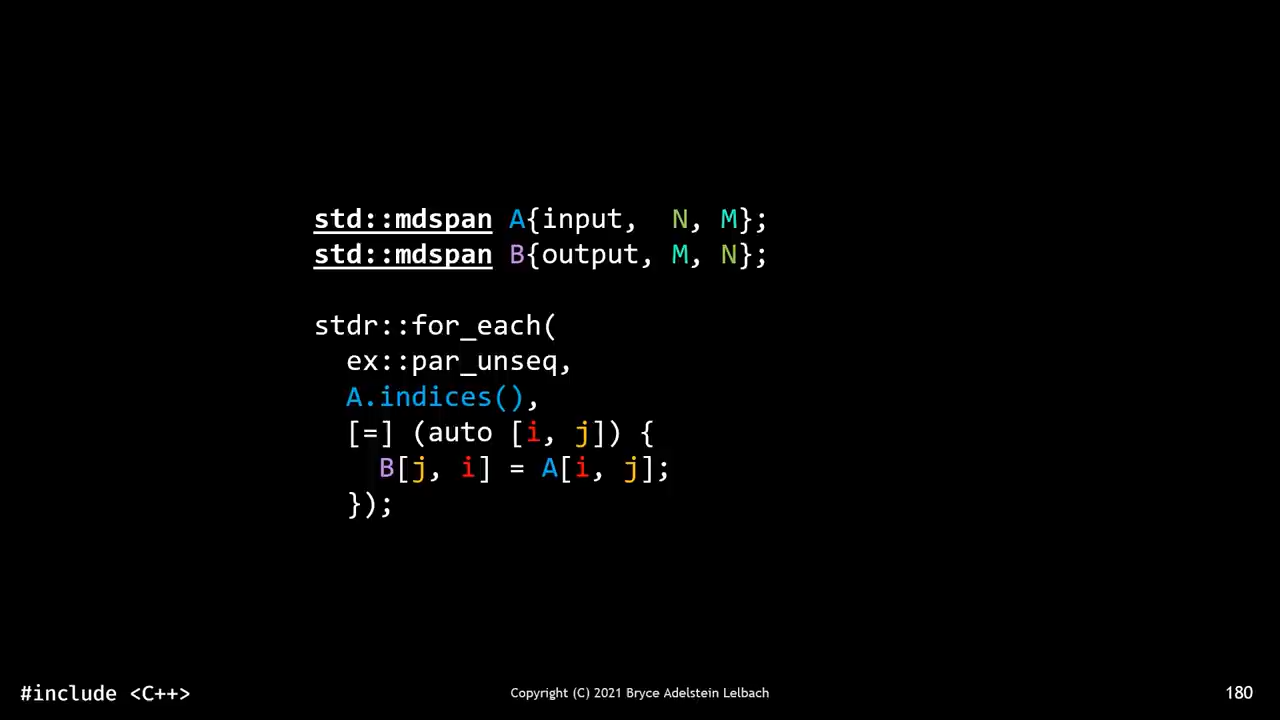 std::mdspan A{input,  N, M};
std::mdspan B{output, M, N};

stdr::for_each(
  ex::par_unseq,
  A.indices(),
  [=] (auto [i, j]) {
    B[j, i] = A[i, j];
  });
#include <C++>
Copyright (C) 2021 Bryce Adelstein Lelbach
180